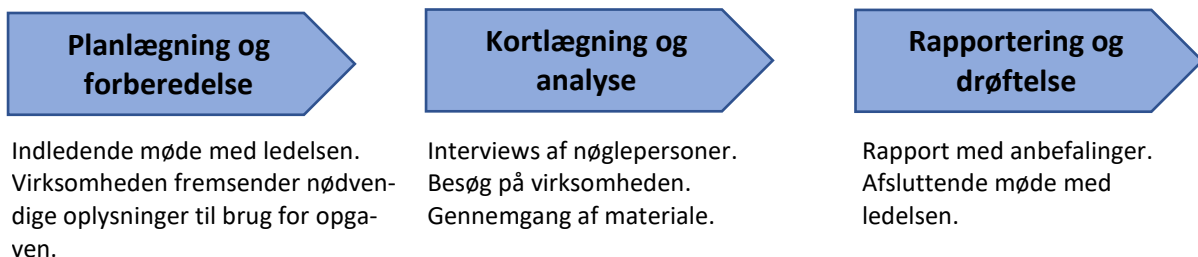 Planlægning og
forberedelse
Indledende møde med ledelsen.
Virksomheden fremsender nødven-
dige oplysninger til brug for opga-
ven.
Kortlægning og
analyse
Interviews af nøglepersoner.
Besøg på virksomheden.
Gennemgang af materiale.
Rapportering og
drøftelse
Rapport med anbefalinger.
Afsluttende møde med
ledelsen.